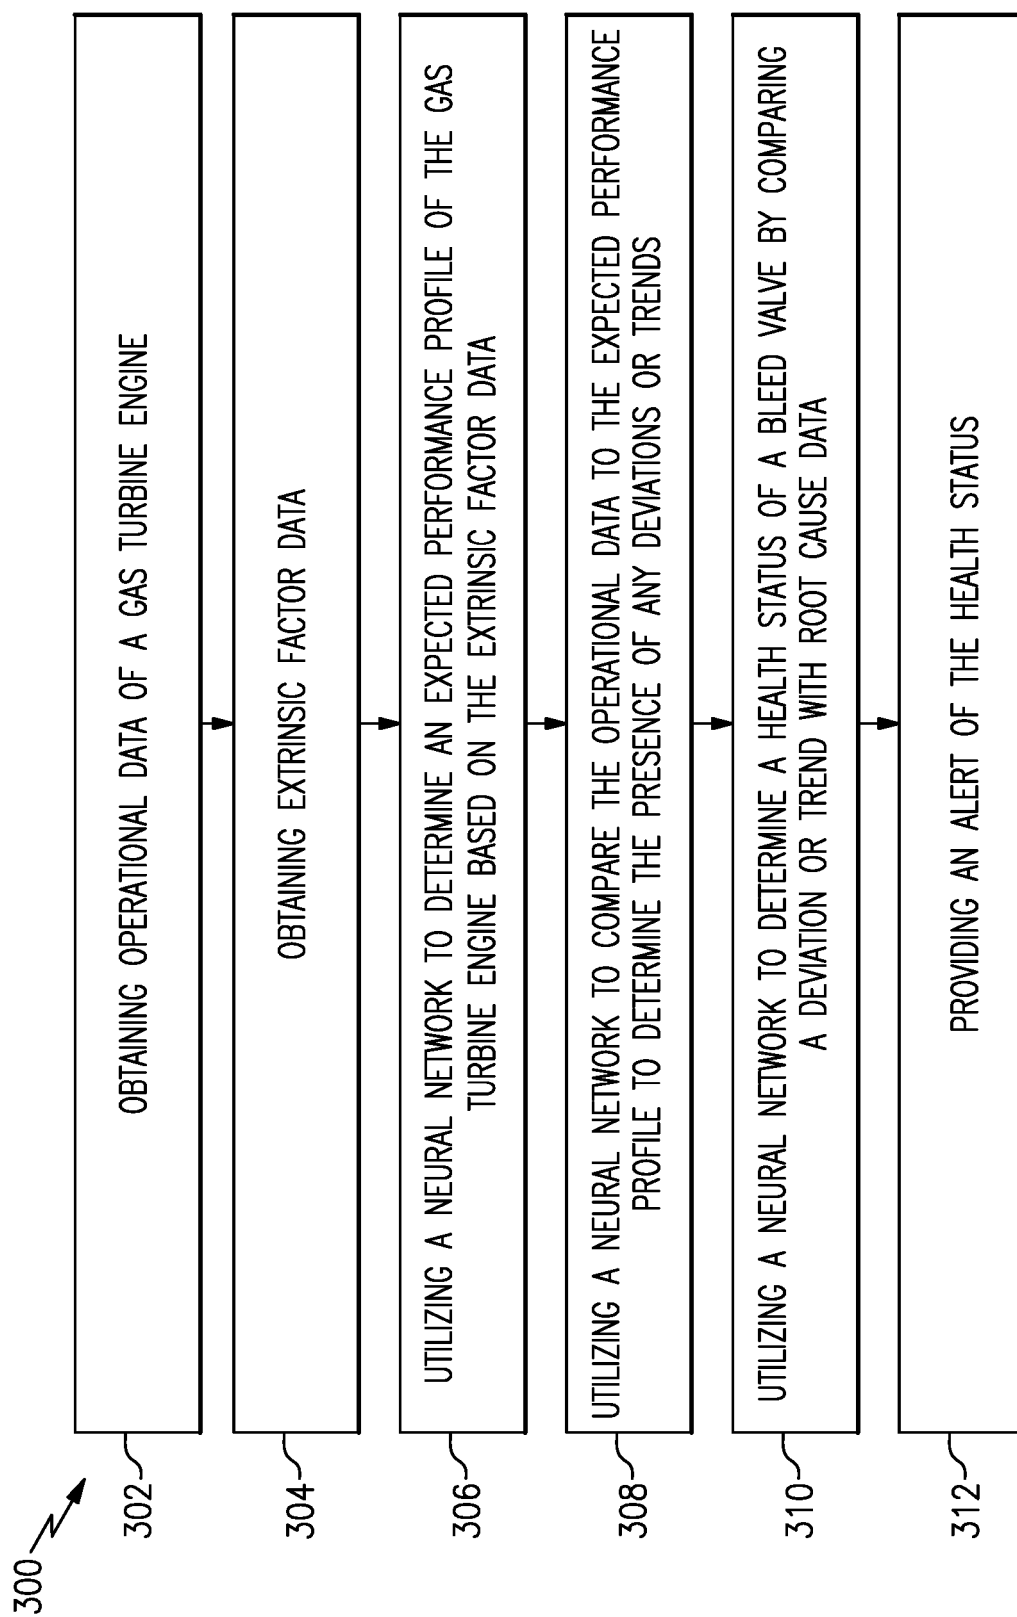 300
302
OBTAINING OPERATIONAL DATA OF A GAS TURBINE ENGINE
304
OBTAINING EXTRINSIC FACTOR DATA
306
UTILIZING A NEURAL NETWORK TO DETERMINE AN EXPECTED PERFORMANCE PROFILE OF THE GAS
TURBINE ENGINE BASED ON THE EXTRINSIC FACTOR DATA
308
UTILIZING A NEURAL NETWORK TO COMPARE THE OPERATIONAL DATA TO THE EXPECTED PERFORMANCE
PROFILE TO DETERMINE THE PRESENCE OF ANY DEVIATIONS OR TRENDS
310
UTILIZING A NEURAL NETWORK TO DETERMINE A HEALTH STATUS OF A BLEED VALVE BY COMPARING
A DEVIATION OR TREND WITH ROOT CAUSE DATA
312
PROVIDING AN ALERT OF THE HEALTH STATUS